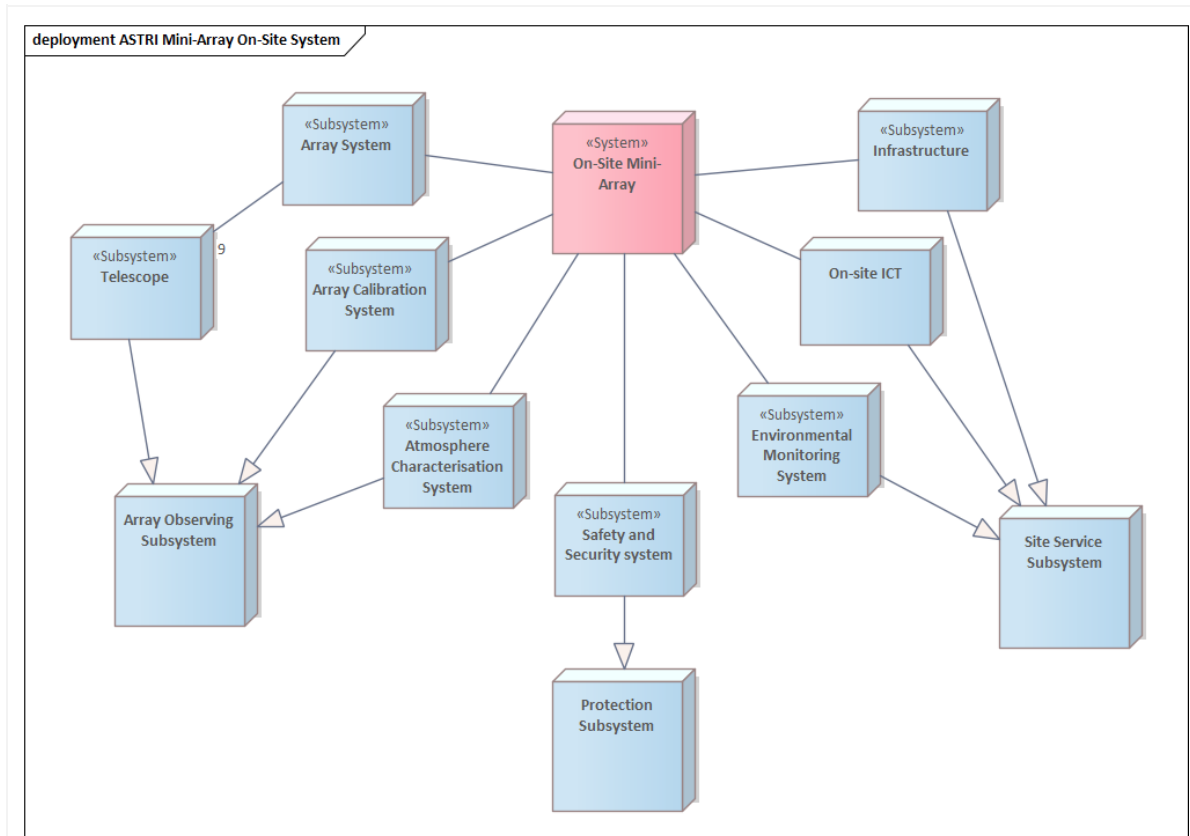 deployment ASTRI Mini-Array On-Site System
«Subsystem»
Array System
«System»
On-Site Mini-
Array
«Subsystem»
Infrastructure
«Subsystem»
Telescope
9
«Subsystem»
Array Calibration
System
On-site ICT
«Subsystem»
Atmosphere
Characterisation
System
«Subsystem»
Environmental
Monitoring
System
Array Observing
Subsystem
«Subsystem»
Safety and
Security system
Site Service
Subsystem
Protection
Subsystem